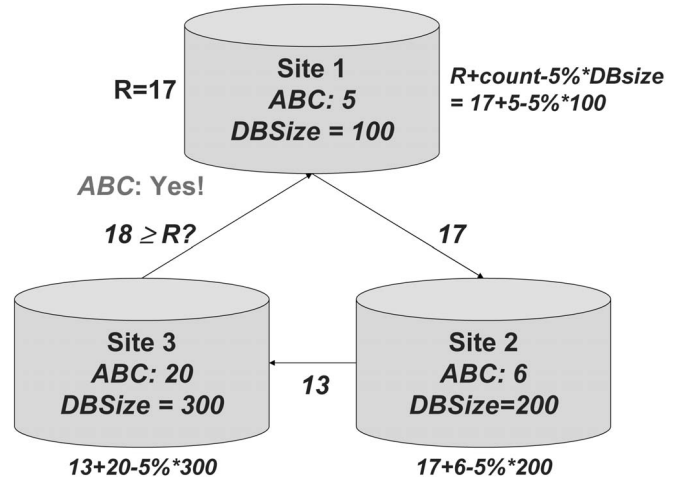 Site 1
ABC: 5
DBSize = 100
R=17
R+count-5%*DBsize
= 17+5-5%*100
ABC: Yes!
18 ≥ R?
17
Site 3
ABC: 20
DBSize = 300
13
Site 2
ABC: 6
DBSize=200
13+20-5%*300
17+6-5%*200